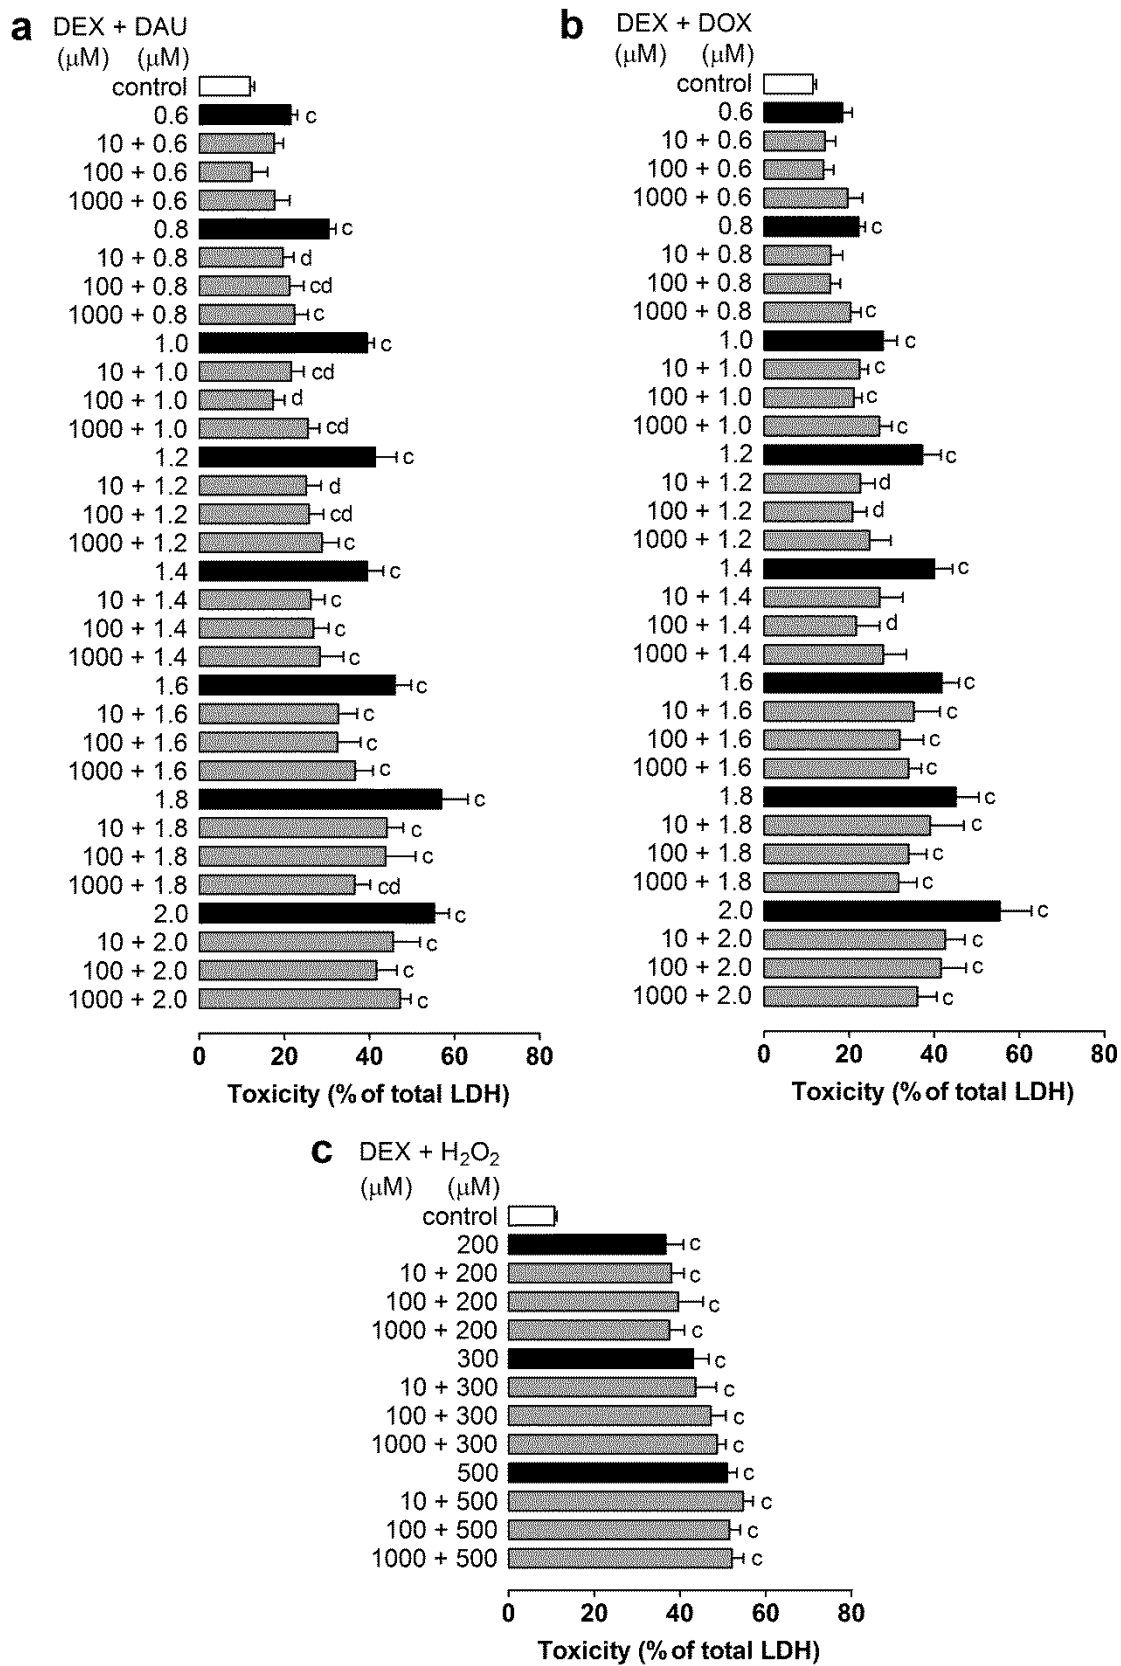 a DEX + DAU
(μM) (μM)
control
0.6 c
10 + 0.6
100 + 0.6
1000 + 0.6
0.8 c
10 + 0.8 d
100 + 0.8 cd
1000 + 0.8 c
1.0 c
10 + 1.0 cd
100 + 1.0 d
1000 + 1.0 cd
1.2 c
10 + 1.2 d
100 + 1.2 cd
1000 + 1.2 c
1.4 c
10 + 1.4 c
100 + 1.4 c
1000 + 1.4 c
1.6 c
10 + 1.6 c
100 + 1.6 c
1000 + 1.6 c
1.8 c
10 + 1.8 c
100 + 1.8 c
1000 + 1.8 cd
2.0 c
10 + 2.0 c
100 + 2.0 c
1000 + 2.0 c
0 20 40 60 80
Toxicity (% of total LDH)
b DEX + DOX
(μM) (μM)
control
0.6
10 + 0.6
100 + 0.6
1000 + 0.6
0.8 c
10 + 0.8
100 + 0.8
1000 + 0.8 c
1.0 c
10 + 1.0 c
100 + 1.0 c
1000 + 1.0 c
1.2 c
10 + 1.2 d
100 + 1.2 d
1000 + 1.2
1.4 c
10 + 1.4
100 + 1.4 d
1000 + 1.4
1.6 c
10 + 1.6 c
100 + 1.6 c
1000 + 1.6 c
1.8 c
10 + 1.8 c
100 + 1.8 c
1000 + 1.8 c
2.0 c
10 + 2.0 c
100 + 2.0 c
1000 + 2.0 c
0 20 40 60 80
Toxicity (% of total LDH)
c DEX + H₂O₂
(μM) (μM)
control
200 c
10 + 200 c
100 + 200 c
1000 + 200 c
300 c
10 + 300 c
100 + 300 c
1000 + 300 c
500 c
10 + 500 c
100 + 500 c
1000 + 500 c
0 20 40 60 80
Toxicity (% of total LDH)